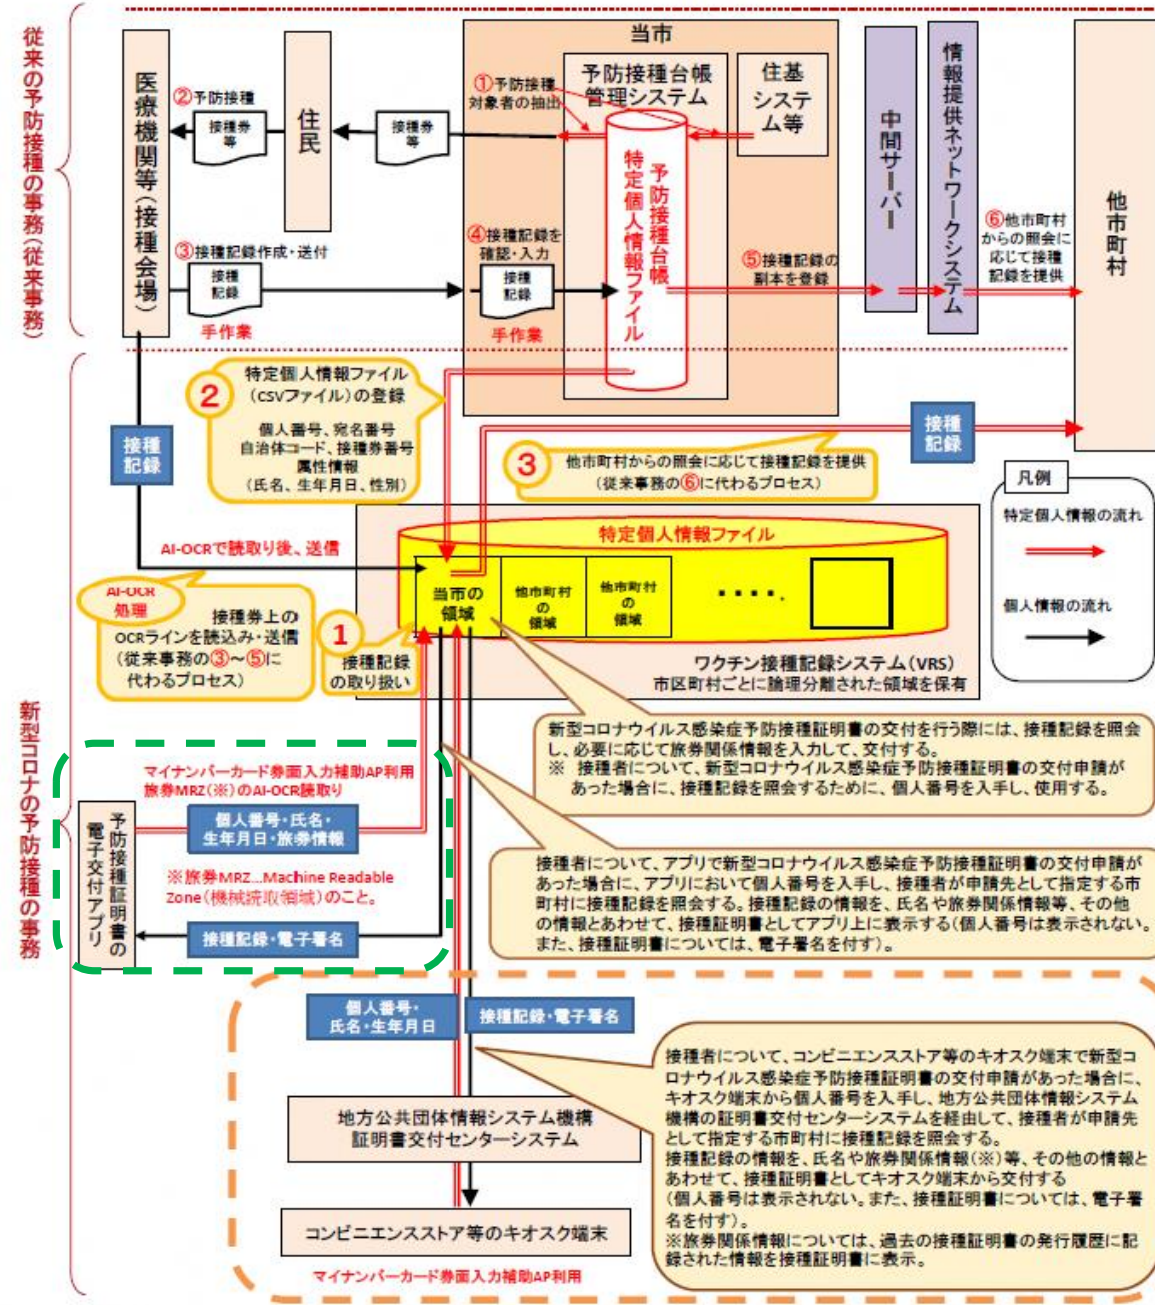 従来の予防接種の事務(従来事務)
医療機関等(接種会場)
②予防接種
接種券
等
住民
接種券
等
当市
①予防接種
対象者の抽出
予防接種台帳
管理システム
住基
システ
ム等
予防接種台帳
特定個人情報ファイル
中間サーバー
情報提供ネットワークシステム
他市町村
③接種記録作成・送付
接種
記録
手作業
④接種記録を
確認・入力
接種
記録
手作業
⑤接種記録の
副本を登録
⑥他市町村
からの照会に
応じて接種
記録を提供
新型コロナの予防接種の事務
接種
記録
②
特定個人情報ファイル
(CSVファイル)の登録
個人番号、宛名番号
自治体コード、接種券番号
属性情報
(氏名、生年月日、性別)
接種
記録
③
他市町村からの照会に応じて接種記録を提供
(従来事務の⑥に代わるプロセス)
凡例
特定個人情報の流れ
個人情報の流れ
AI-OCRで読取り後、送信
特定個人情報ファイル
当市の
領域
他市町村
の
領域
他市町村
の
領域
・・・・.
ワクチン接種記録システム(VRS)
市区町村ごとに論理分離された領域を保有
AI-OCR
処理
接種券上の
OCRラインを読込み・送信
(従来事務の③～⑤に
代わるプロセス)
①
接種記録
の取り扱い
新型コロナウイルス感染症予防接種証明書の交付を行う際には、接種記録を照会
し、必要に応じて旅券関係情報を入力して、交付する。
※ 接種者について、新型コロナウイルス感染症予防接種証明書の交付申請が
あった場合に、接種記録を照会するために、個人番号を入手し、使用する。
マイナンバーカード券面入力補助AP利用
旅券MRZ(※)のAI-OCR読取り
予防接種証明書の
電子交付アプリ
個人番号・氏名・
生年月日・旅券情報
※旅券MRZ…Machine Readable
Zone(機械読取領域)のこと。
接種記録・電子署名
接種者について、アプリで新型コロナウイルス感染症予防接種証明書の交付申請が
あった場合に、アプリにおいて個人番号を入手し、接種者が申請先として指定する市
町村に接種記録を照会する。接種記録の情報を、氏名や旅券関係情報等、その他
の情報とあわせて、接種証明書としてアプリ上に表示する(個人番号は表示されない。
また、接種証明書については、電子署名を付す)。
個人番号・
氏名・生年月日
接種記録・電子署名
地方公共団体情報システム機構
証明書交付センターシステム
コンビニエンスストア等のキオスク端末
マイナンバーカード券面入力補助AP利用
接種者について、コンビニエンスストア等のキオスク端末で新型コ
ロナウイルス感染症予防接種証明書の交付申請があった場合に、
キオスク端末から個人番号を入手し、地方公共団体情報システム
機構の証明書交付センターシステムを経由して、接種者が申請先
として指定する市町村に接種記録を照会する。
接種記録の情報を、氏名や旅券関係情報(※)等、その他の情報と
あわせて、接種証明書としてキオスク端末から交付する
(個人番号は表示されない。また、接種証明書については、電子署
名を付す)。
※旅券関係情報については、過去の接種証明書の発行履歴に記
録された情報を接種証明書に表示。